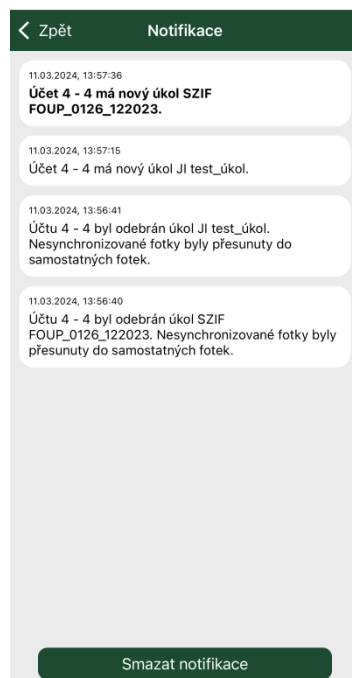 Zpět
Notifikace
11.03.2024, 13:57:36
Účet 4 - 4 má nový úkol SZIF
FOUP_0126_122023.
11.03.2024, 13:57:15
Účet 4 - 4 má nový úkol JI test_úkol.
11.03.2024, 13:56:41
Účtu 4 - 4 byl odebrán úkol JI test_úkol.
Nesynchronizované fotky byly přesunuty do
samostatných fotek.
11.03.2024, 13:56:40
Účtu 4 - 4 byl odebrán úkol SZIF
FOUP_0126_122023. Nesynchronizované fotky byly
přesunuty do samostatných fotek.
Smazat notifikace